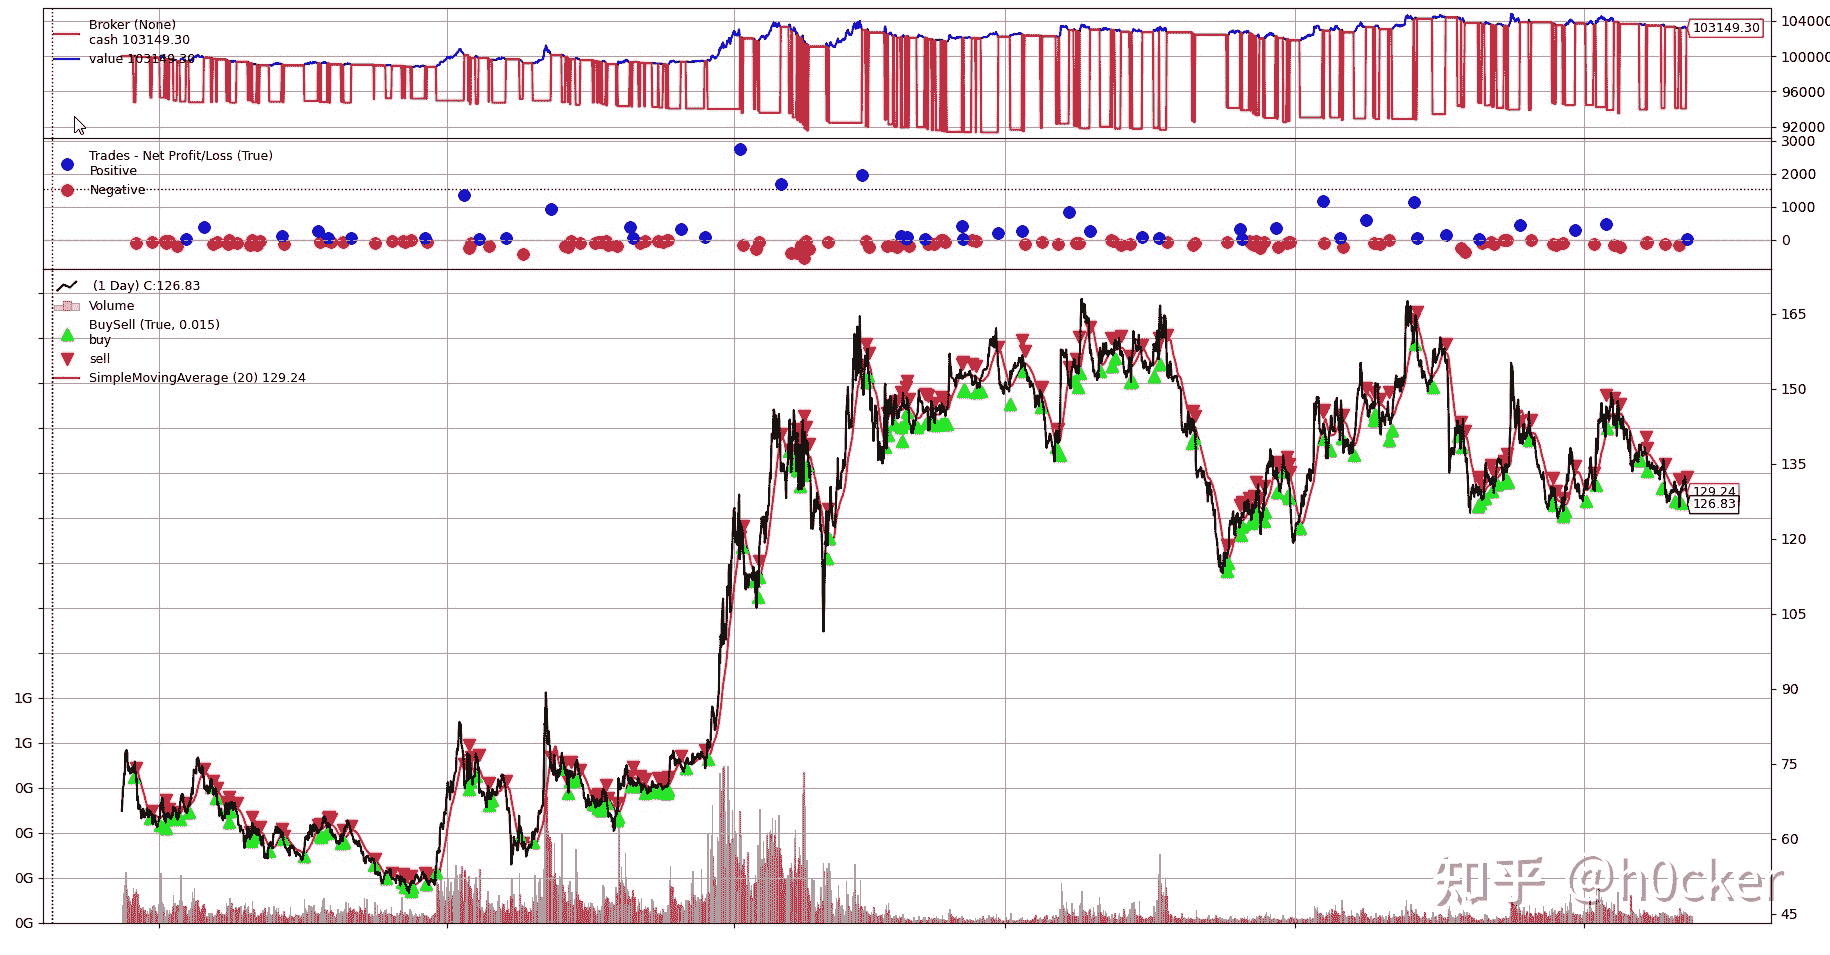 Broker (None)
cash 103149.30
value 103149.30
104000
103149.30
100000
96000
92000
Trades - Net Profit/Loss (True)
Positive
Negative
3000
2000
1000
0
(1 Day) C:126.83
Volume
BuySell (True, 0.015)
buy
sell
SimpleMovingAverage (20) 129.24
165
150
135
129.24
126.83
120
105
90
75
60
45
1G
1G
0G
0G
0G
0G
知乎 @h0cker